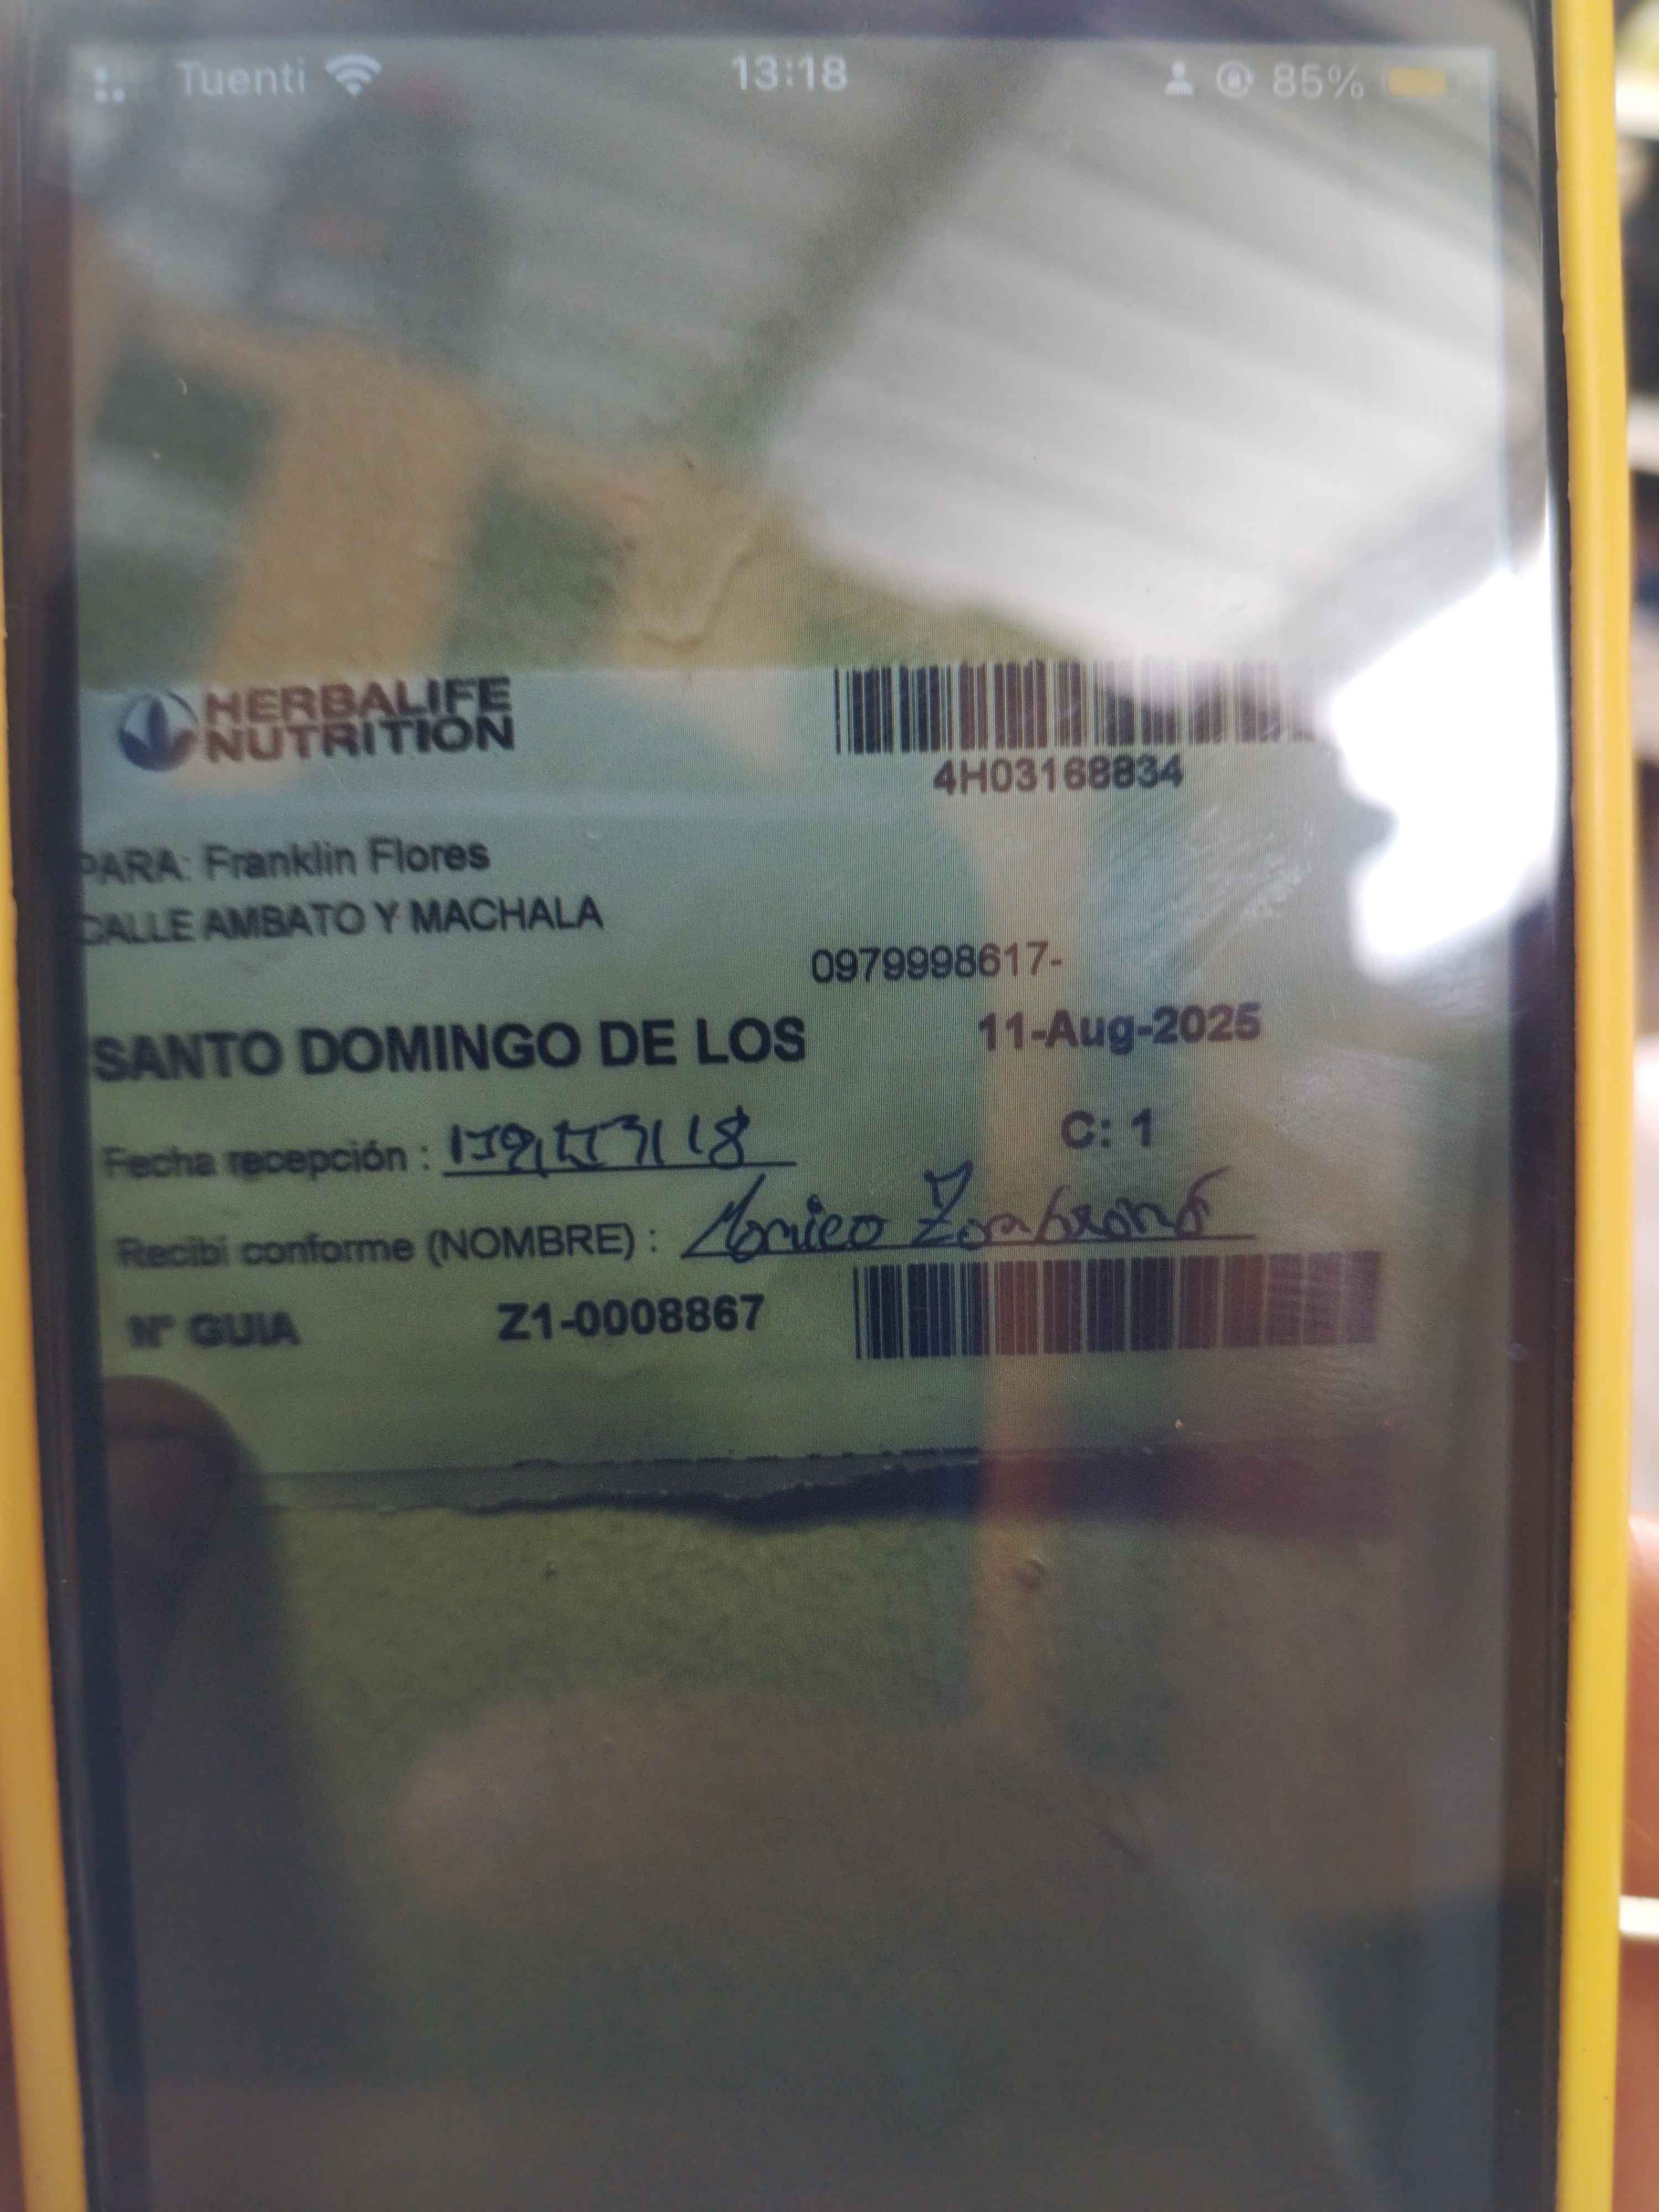 Tuenti 13:18 85%
HERBALIFE
NUTRITION
4H03168834
PARA: Franklin Flores
CALLE AMBATO Y MACHALA
0979998617-
SANTO DOMINGO DE LOS 11-Aug-2025
Fecha recepción : C: 1
Recibí conforme (NOMBRE) :
N° GUIA Z1-0008867